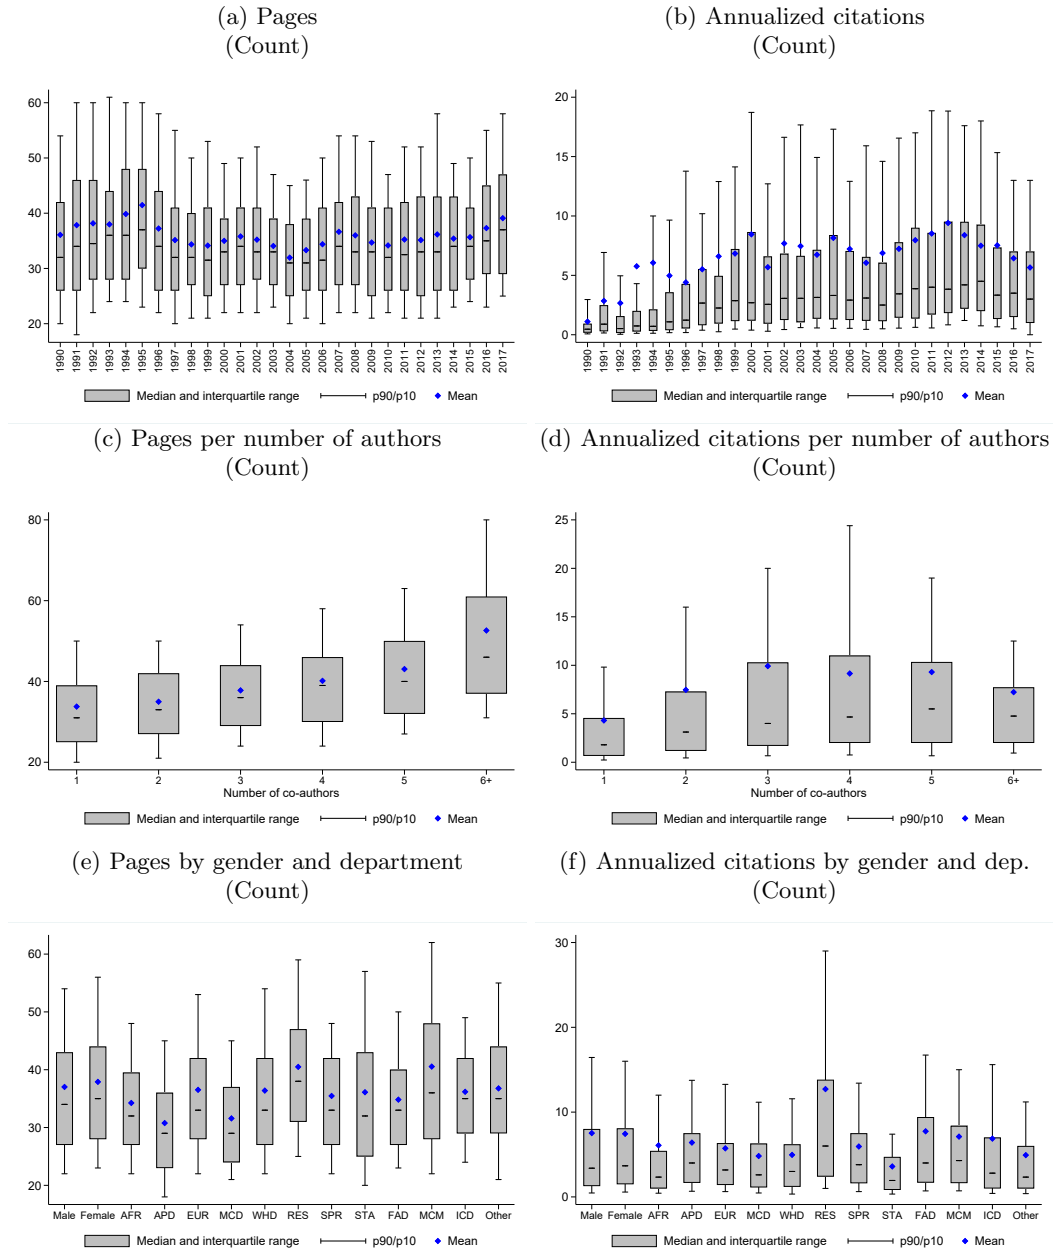 (a) Pages
(Count)
60
50
40
30
20
1990 1991 1992 1993 1994 1995 1996 1997 1998 1999 2000 2001 2002 2003 2004 2005 2006 2007 2008 2009 2010 2011 2012 2013 2014 2015 2016 2017
Median and interquartile range p90/p10 Mean
(b) Annualized citations
(Count)
20
15
10
5
0
1990 1991 1992 1993 1994 1995 1996 1997 1998 1999 2000 2001 2002 2003 2004 2005 2006 2007 2008 2009 2010 2011 2012 2013 2014 2015 2016 2017
Median and interquartile range p90/p10 Mean
(c) Pages per number of authors
(Count)
80
60
40
20
1 2 3 4 5 6+
Number of co-authors
Median and interquartile range p90/p10 Mean
(d) Annualized citations per number of authors
(Count)
25
20
15
10
5
0
1 2 3 4 5 6+
Number of co-authors
Median and interquartile range p90/p10 Mean
(e) Pages by gender and department
(Count)
60
50
40
30
20
Male Female AFR APD EUR MCD WHD RES SPR STA FAD MCM ICD Other
Median and interquartile range p90/p10 Mean
(f) Annualized citations by gender and dep.
(Count)
30
20
10
0
Male Female AFR APD EUR MCD WHD RES SPR STA FAD MCM ICD Other
Median and interquartile range p90/p10 Mean